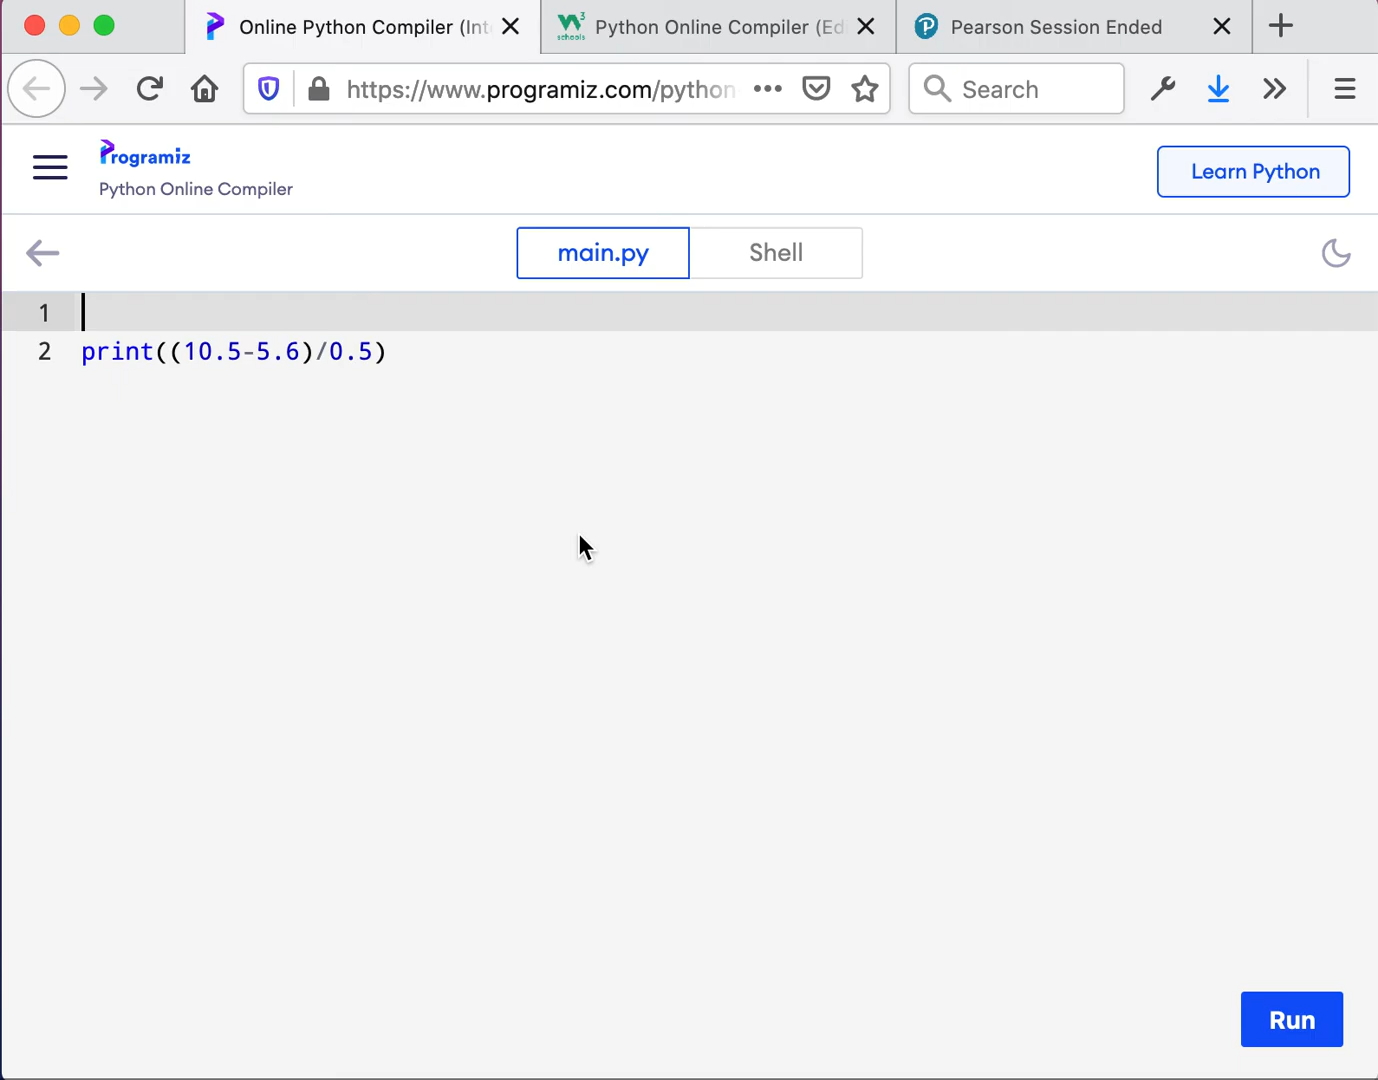 Online Python Compiler (Int
Python Online Compiler (Ed
Pearson Session Ended
https://www.programiz.com/python
Search
Programiz
Python Online Compiler
Learn Python
main.py
Shell
1
2 print((10.5-5.6)/0.5)
Run